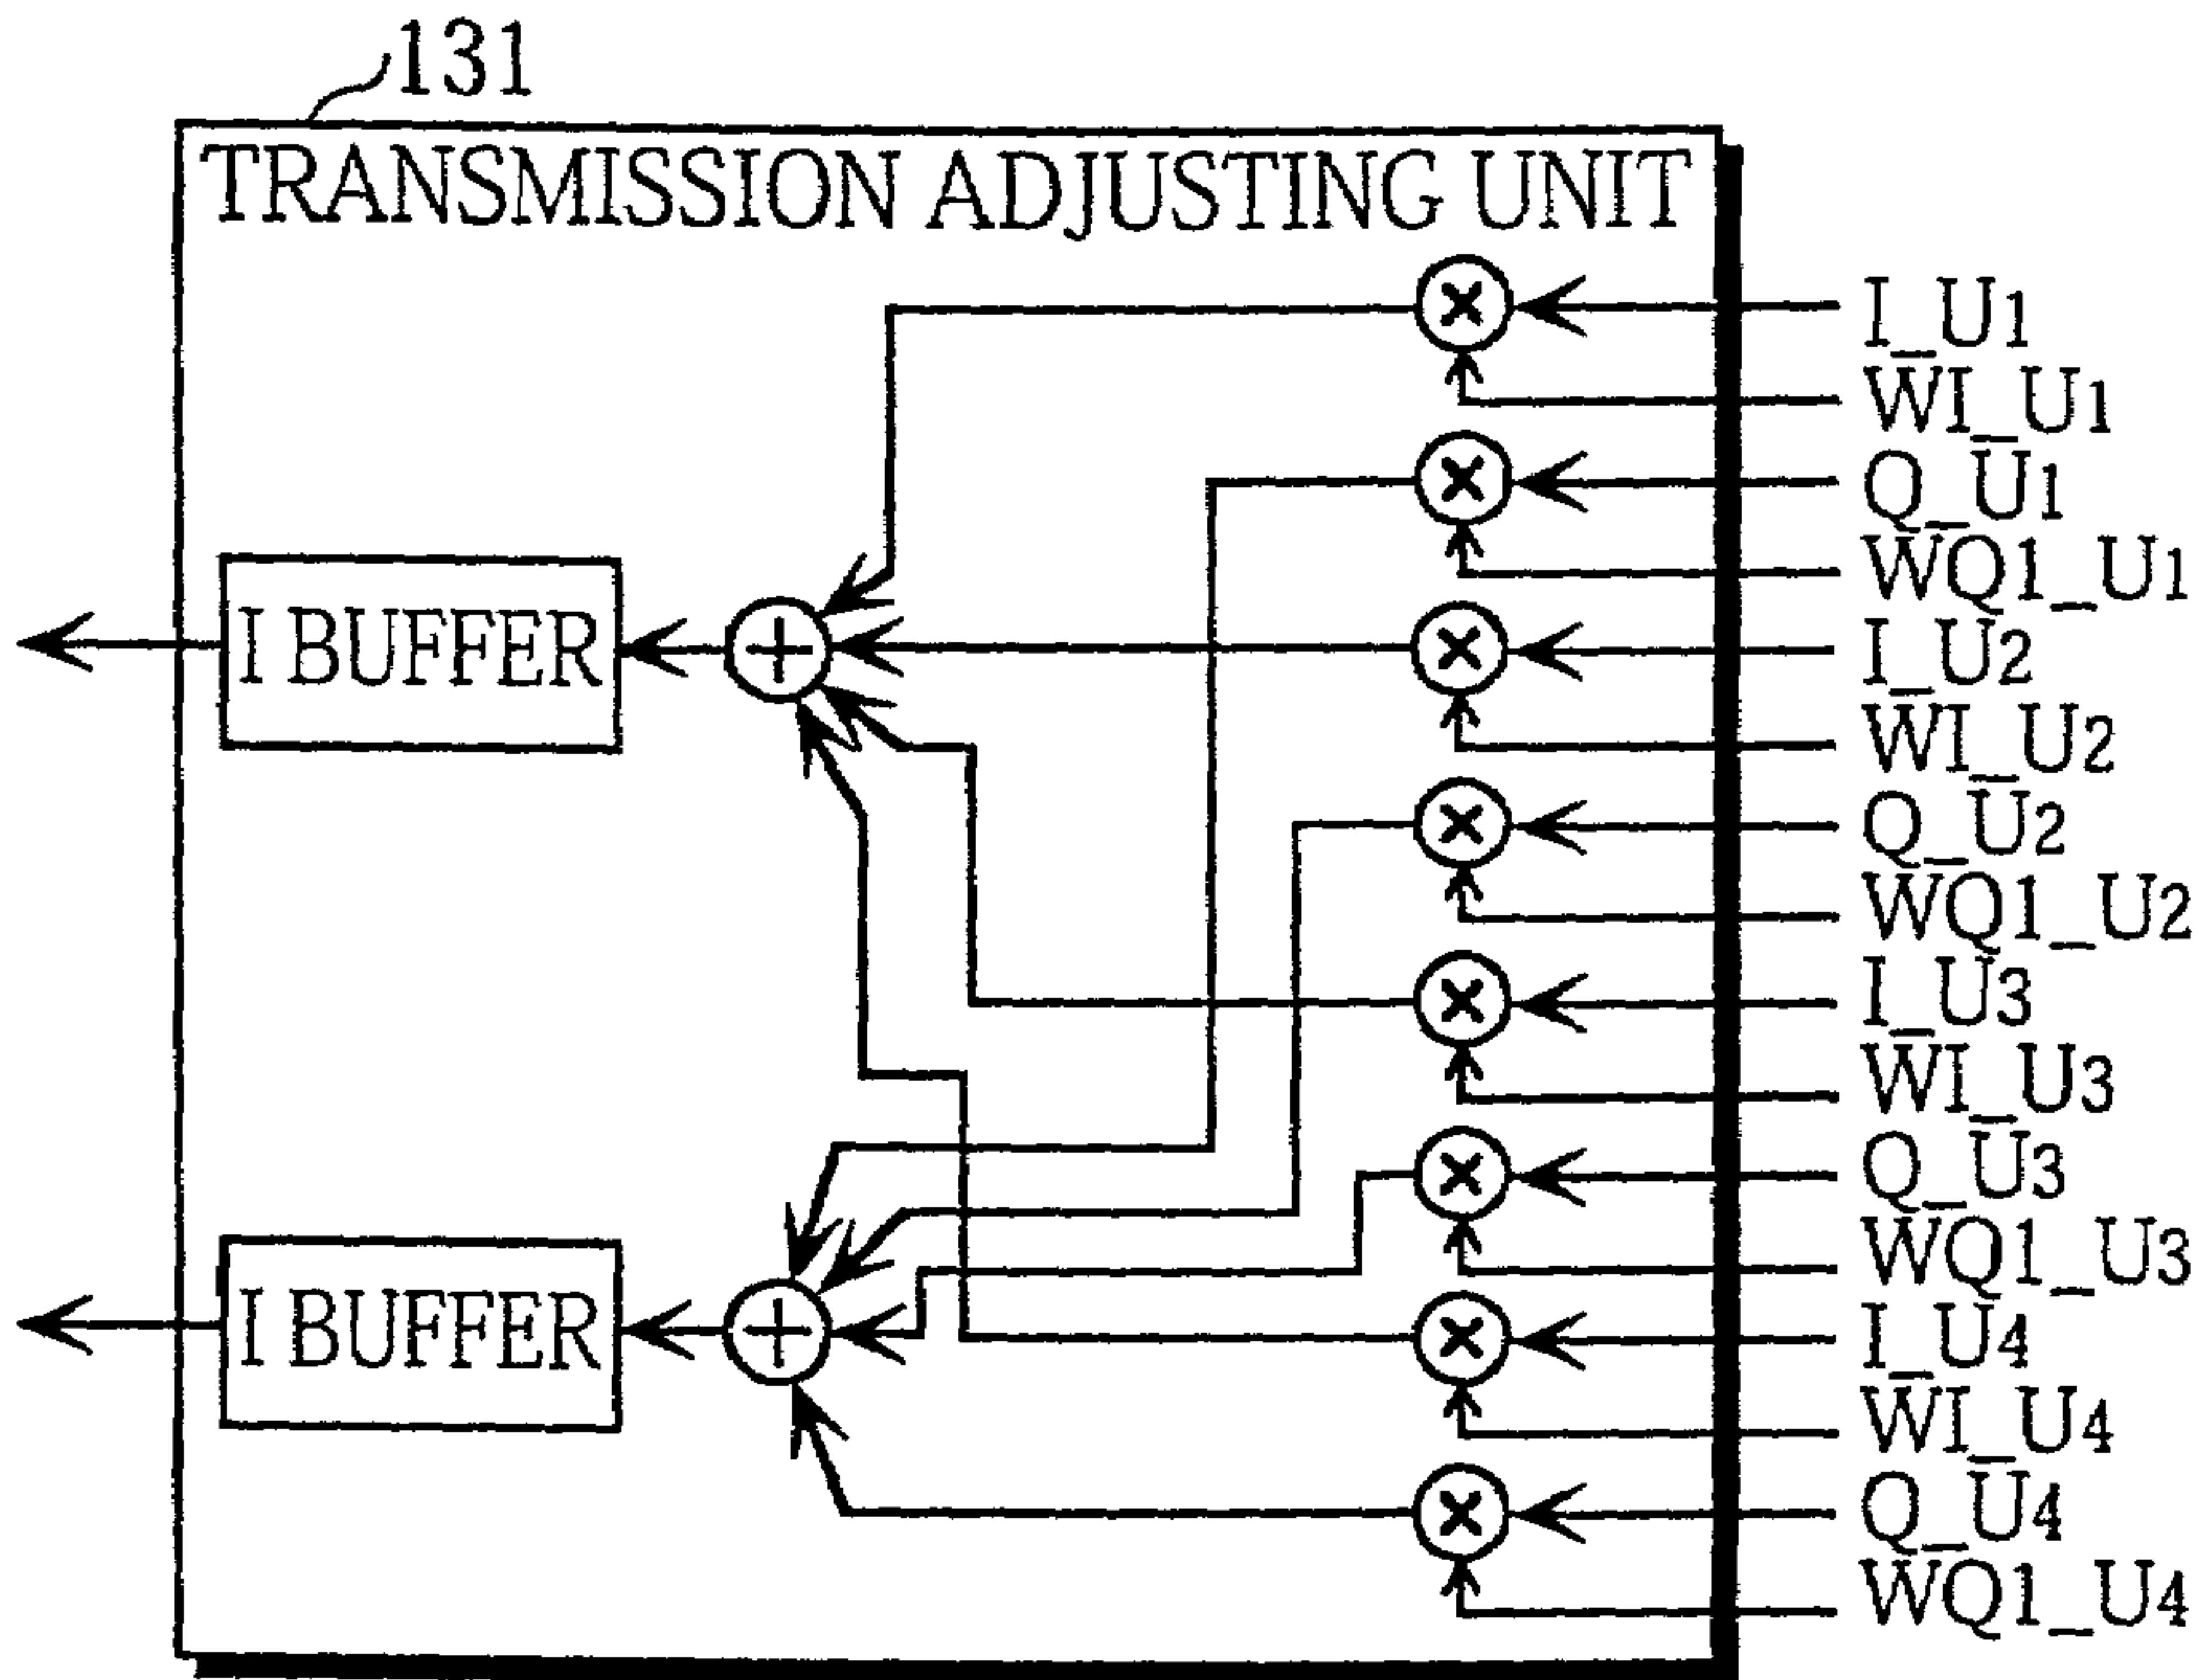 131
TRANSMISSION ADJUSTING UNIT
I_U1
WI_U1
Q_U1
WQ1_U1
I BUFFER
I_U2
WI_U2
Q_U2
WQ1_U2
I_U3
WI_U3
Q_U3
WQ1_U3
I BUFFER
I_U4
WI_U4
Q_U4
WQ1_U4